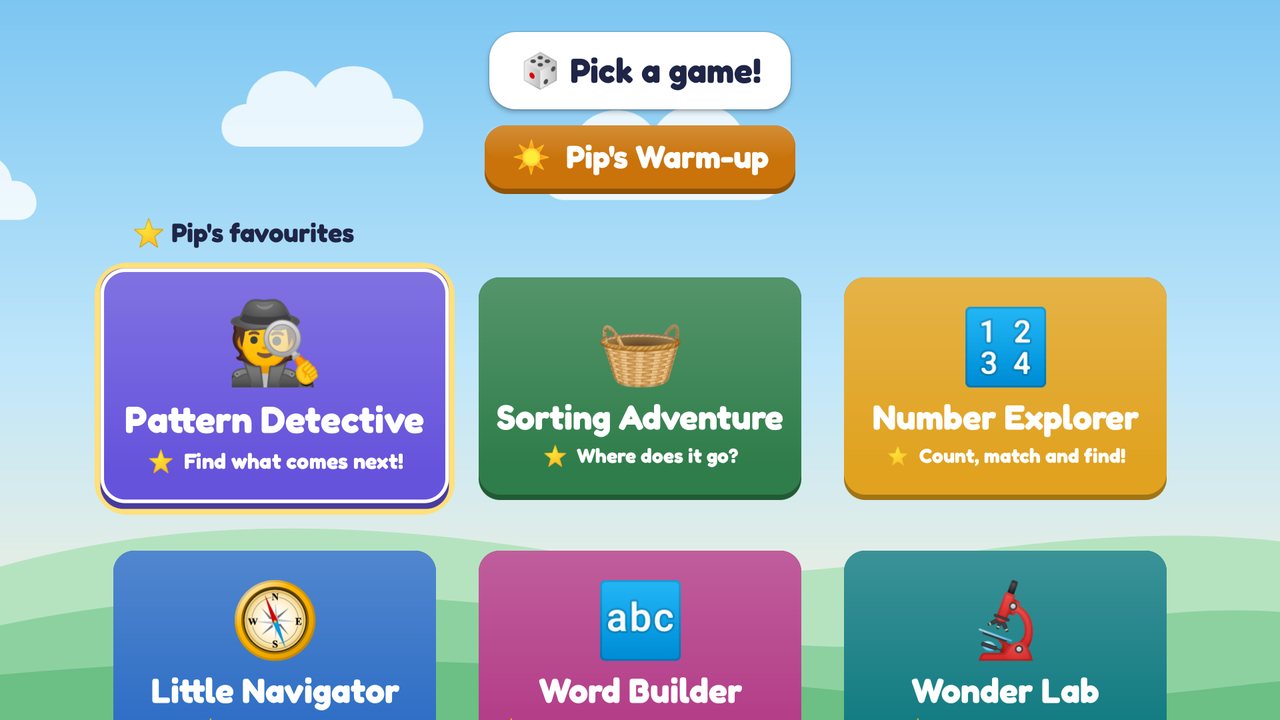 Pick a game!
Pip's Warm-up
Pip's favourites
Pattern Detective
Find what comes next!
Sorting Adventure
Where does it go?
1 2
3 4
Number Explorer
Count, match and find!
N
W E
S
Little Navigator
abc
Word Builder
Wonder Lab